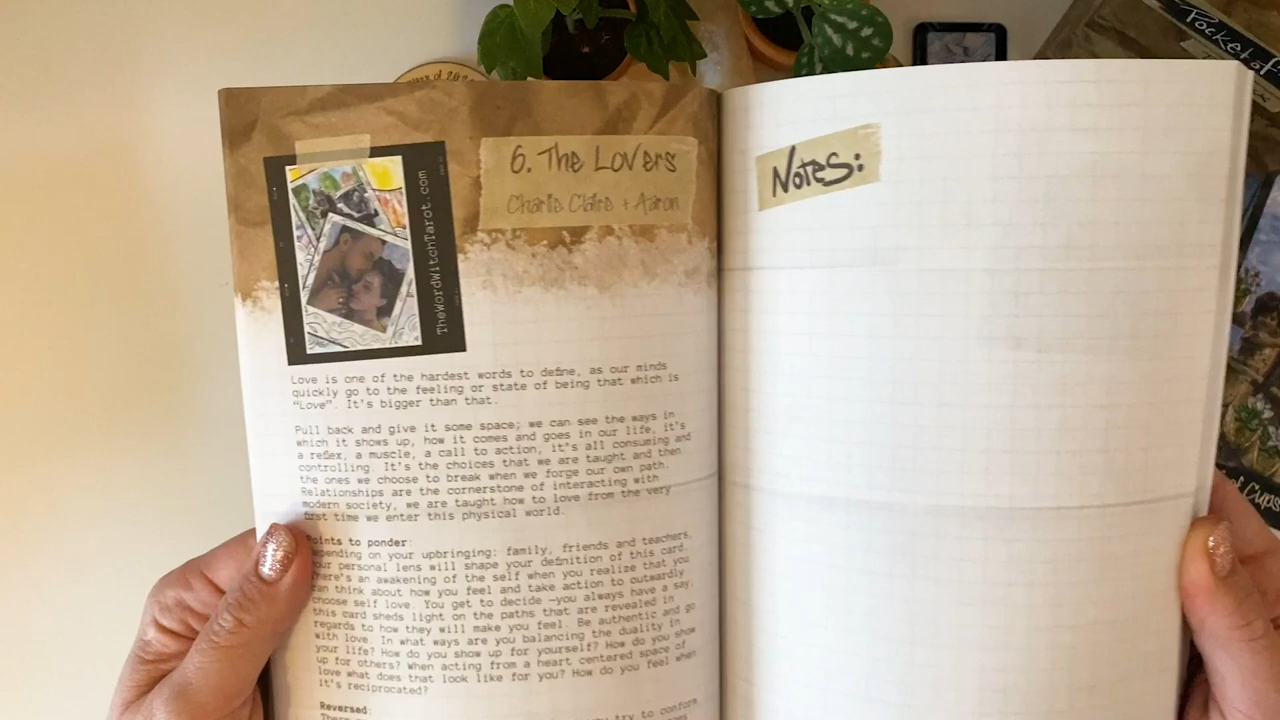 6. The Lovers
Charlie Claire + Aaron
TheWordWitchTarot.com
Love is one of the hardest words to define, as our minds
quickly go to the feeling or state of being that which is
"Love". It's bigger than that.
Pull back and give it some space; we can see the ways in
which it shows up, how it comes and goes in our life, it's
a reflex, a muscle, a call to action, it's all consuming and
controlling. It's the choices that we are taught and then
the ones we choose to break when we forge our own path.
Relationships are the cornerstone of interacting with
modern society, we are taught how to love from the very
first time we enter this physical world.
Points to ponder:
Depending on your upbringing: family, friends and teachers,
your personal lens will shape your definition of this card.
There's an awakening of the self when you realize that you
can think about how you feel and take action to outwardly
choose self love. You get to decide —you always have a say,
this card sheds light on the paths that are revealed in
regards to how they will make you feel. Be authentic and go
with love. In what ways are you balancing the duality in
your life? How do you show up for yourself? How do you show
up for others? When acting from a heart centered space of
love what does that look like for you? How do you feel when
it's reciprocated?
Reversed:
try to conform
Notes:
Pocket of
of Cups